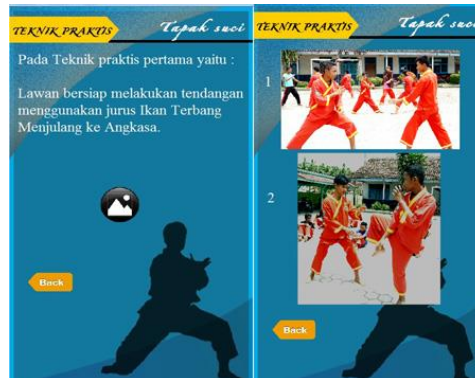 TEKNIK PRAKTIS
Tapak suci
Pada Teknik praktis pertama yaitu :
Lawan bersiap melakukan tendangan
menggunakan jurus Ikan Terbang
Menjulang ke Angkasa.
Back
TEKNIK PRAKTIS
Tapak suci
1
2
Back